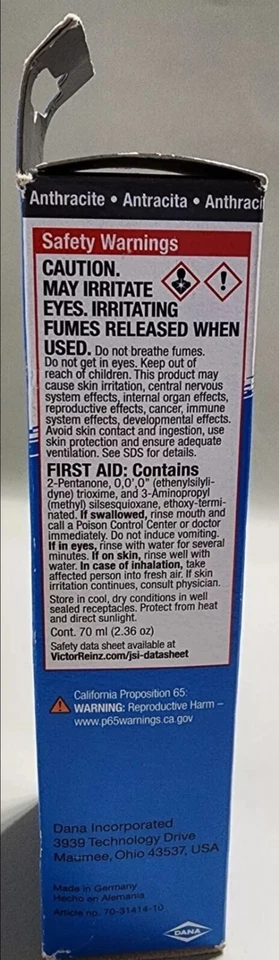 Anthracite • Antracita • Anthraci
Safety Warnings
CAUTION.
MAY IRRITATE
EYES. IRRITATING
FUMES RELEASED WHEN
USED. Do not breathe fumes.
Do not get in eyes. Keep out of
reach of children. This product may
cause skin irritation, central nervous
system effects, internal organ effects,
reproductive effects, cancer, immune
system effects, developmental effects.
Avoid skin contact and ingestion, use
skin protection and ensure adequate
ventilation. See SDS for details.
FIRST AID: Contains
2-Pentanone, 0,0',0" (ethenylsilyli-
dyne) trioxime, and 3-Aminopropyl
(methyl) silsesquioxane, ethoxy-termi-
nated. If swallowed, rinse mouth and
call a Poison Control Center or doctor
immediately. Do not induce vomiting.
If in eyes, rinse with water for several
minutes. If on skin, rinse well with
water. In case of inhalation, take
affected person into fresh air. If skin
irritation continues, consult physician.
Store in cool, dry conditions in well
sealed receptacles. Protect from heat
and direct sunlight.
Cont. 70 ml (2.36 oz)
Safety data sheet available at
VictorReinz.com/jsi-datasheet
California Proposition 65:
WARNING: Reproductive Harm –
www.p65warnings.ca.gov
Dana Incorporated
3939 Technology Drive
Maumee, Ohio 43537, USA
Made in Germany
Hecho en Alemania
Article no. 70-31414-10
DANA